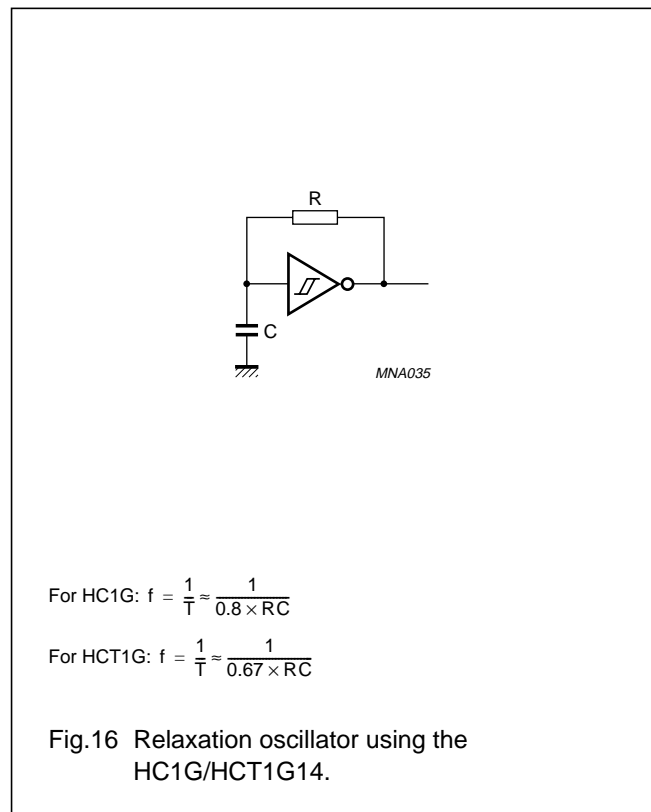 R
C
MNA035
For HC1G: f = 1/T ≈ 1/(0.8 × RC)
For HCT1G: f = 1/T ≈ 1/(0.67 × RC)
Fig.16 Relaxation oscillator using the
HC1G/HCT1G14.